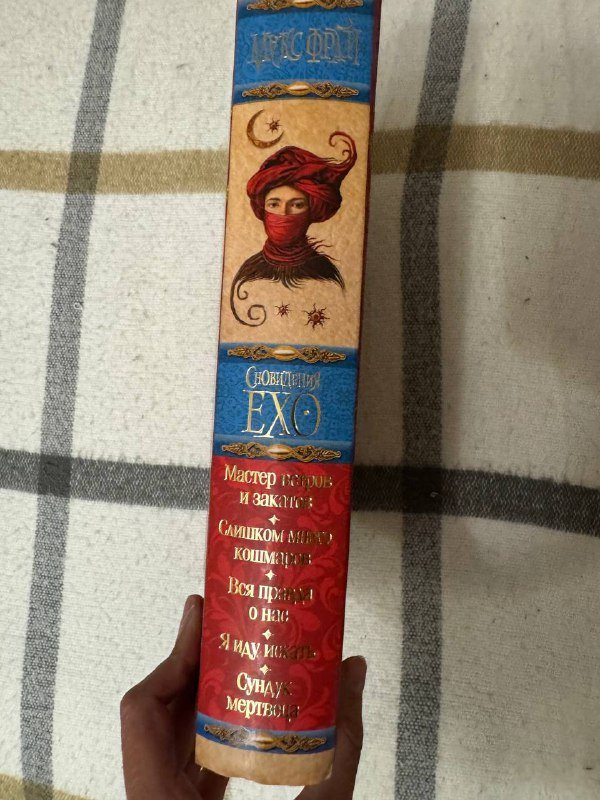 МАКС ФРАЙ
Сновидения
ЕХО
Мастер ветров
и закатов
Слишком много
кошмаров
Вся правда
о нас
Я иду искать
Сундук
мертвеца